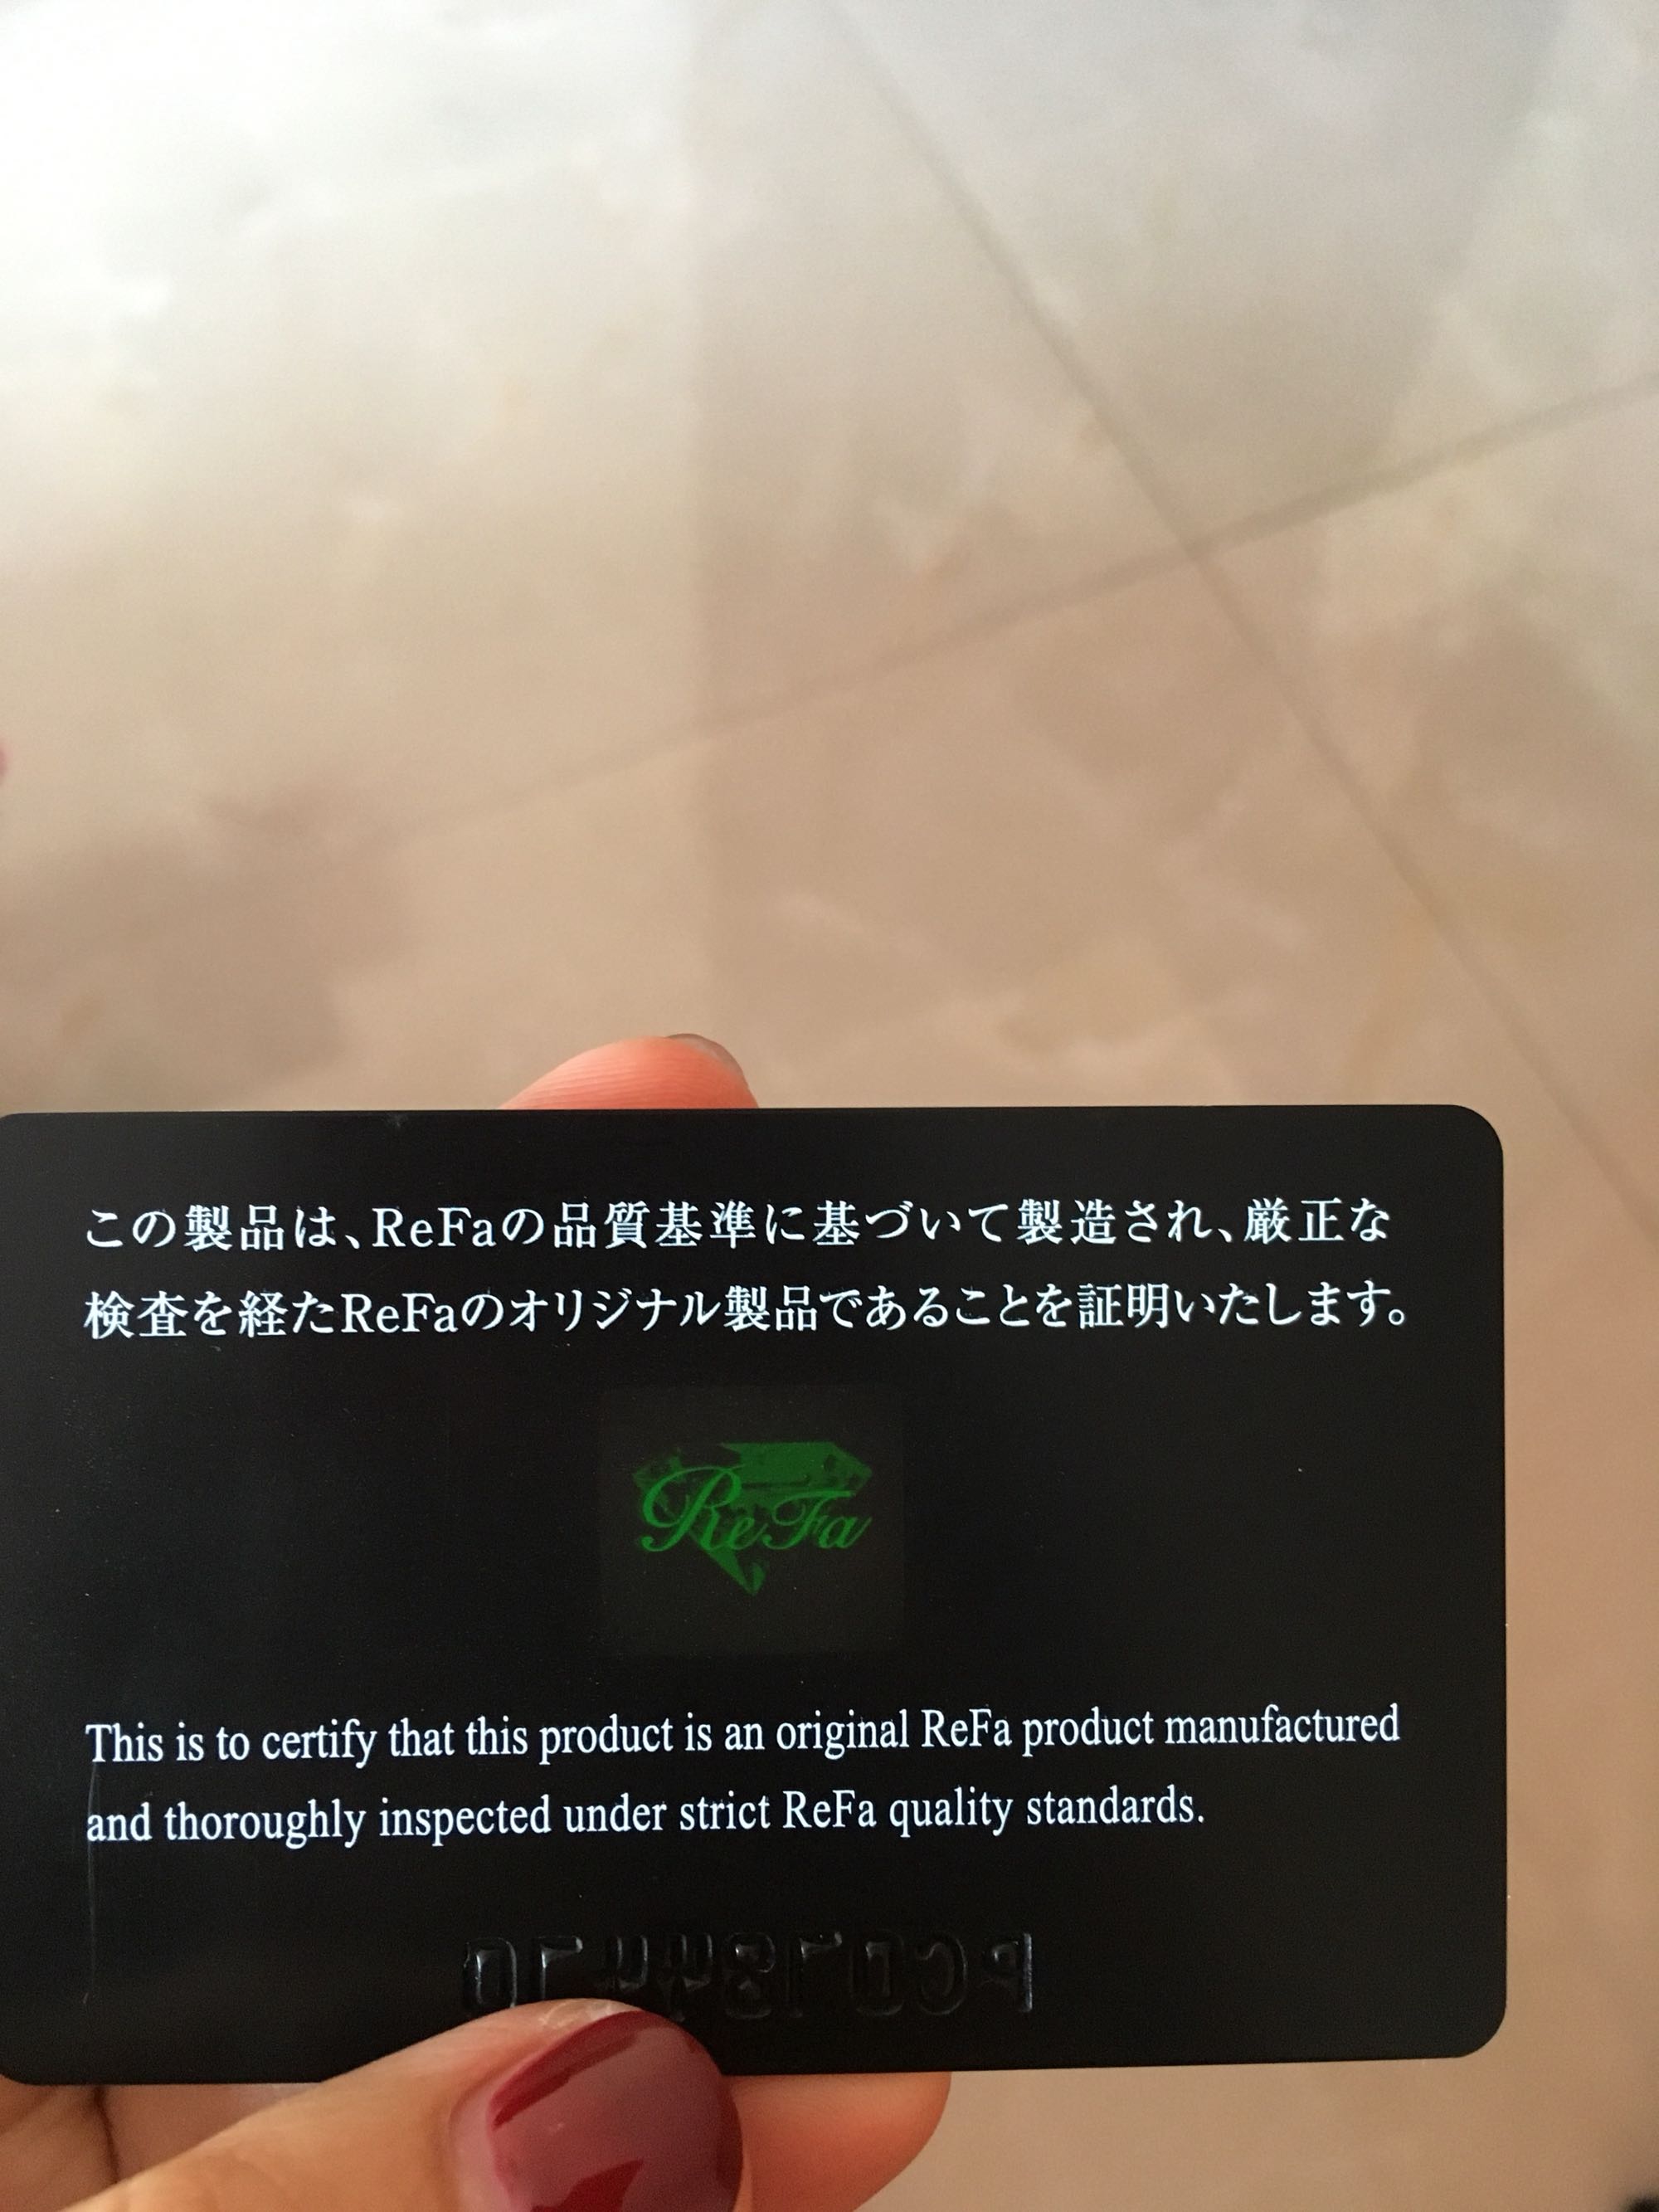 この製品は、ReFaの品質基準に基づいて製造され、厳正な
検査を経たReFaのオリジナル製品であることを証明いたします。
ReFa
This is to certify that this product is an original ReFa product manufactured
and thoroughly inspected under strict ReFa quality standards.